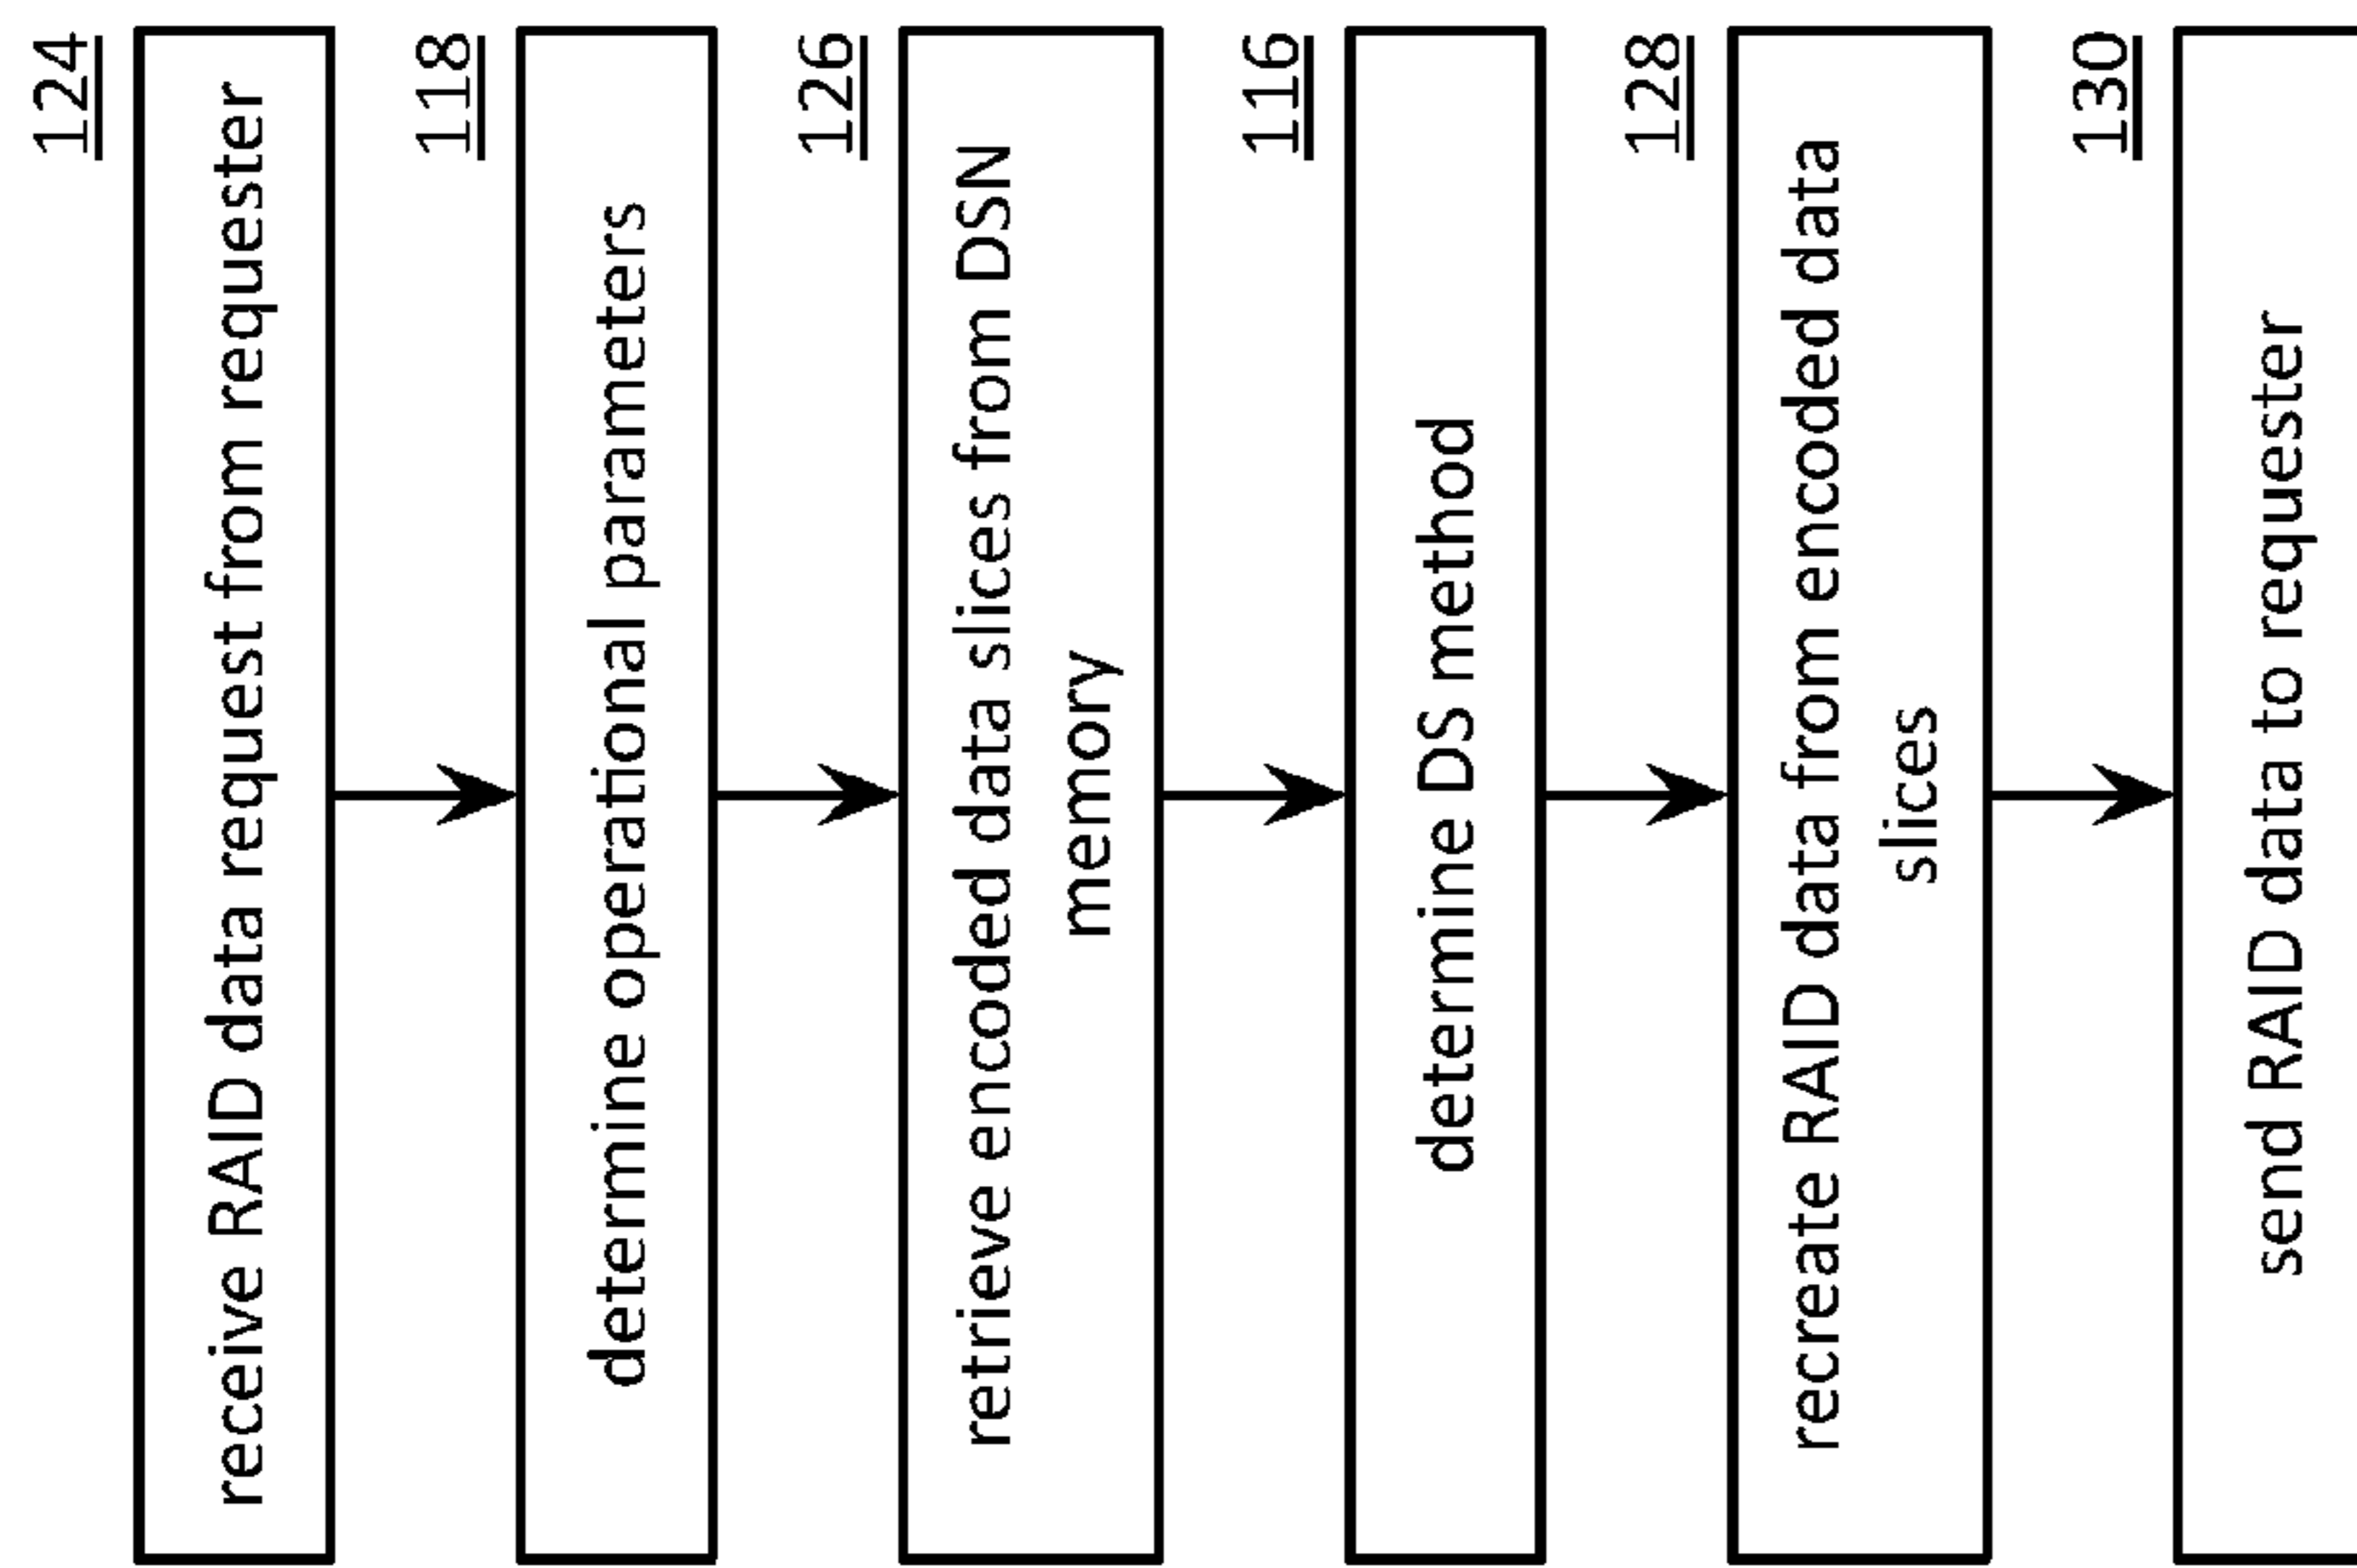 124
receive RAID data request from requester
118
determine operational parameters
126
retrieve encoded data slices from DSN
memory
116
determine DS method
128
recreate RAID data from encoded data
slices
130
send RAID data to requester